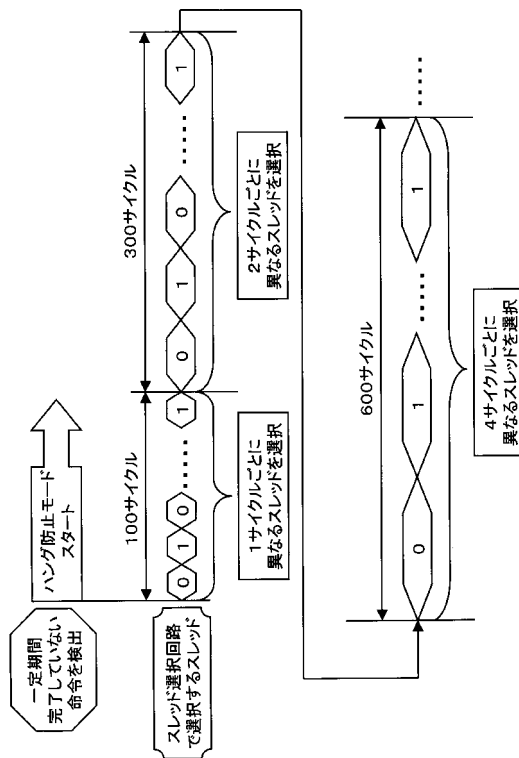 一定期間
完了していない
命令を検出
ハング防止モード
スタート
スレッド選択回路
で選択するスレッド
100サイクル
0 1 0 ····· 1
1サイクルごとに
異なるスレッドを選択
300サイクル
0 1 0 ····· 1
2サイクルごとに
異なるスレッドを選択
600サイクル
0 1 ····· 1 ·····
4サイクルごとに
異なるスレッドを選択